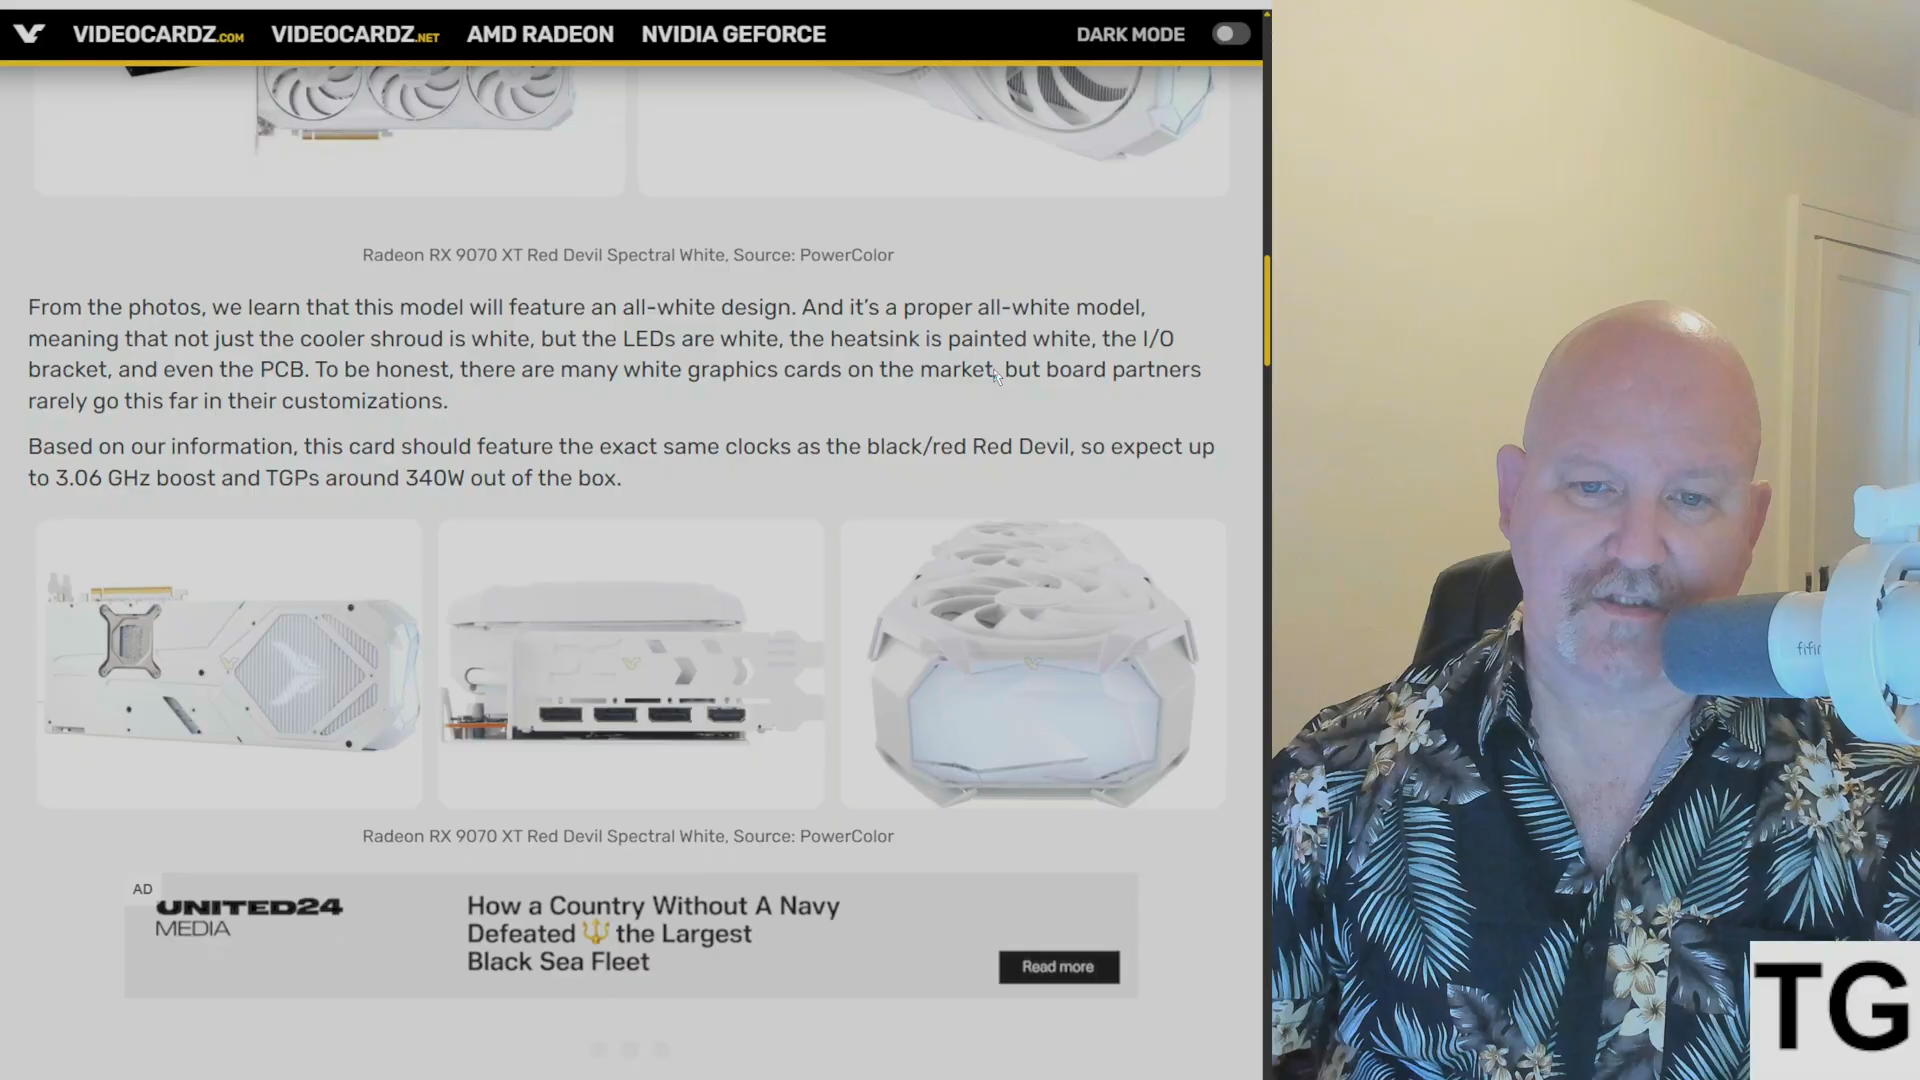 VIDEOCARDZ.COM VIDEOCARDZ.NET AMD RADEON NVIDIA GEFORCE DARK MODE
Radeon RX 9070 XT Red Devil Spectral White, Source: PowerColor
From the photos, we learn that this model will feature an all-white design. And it's a proper all-white model,
meaning that not just the cooler shroud is white, but the LEDs are white, the heatsink is painted white, the I/O
bracket, and even the PCB. To be honest, there are many white graphics cards on the market, but board partners
rarely go this far in their customizations.
Based on our information, this card should feature the exact same clocks as the black/red Red Devil, so expect up
to 3.06 GHz boost and TGPs around 340W out of the box.
Radeon RX 9070 XT Red Devil Spectral White, Source: PowerColor
AD
UNITED24
MEDIA
How a Country Without A Navy
Defeated the Largest
Black Sea Fleet
Read more
TG